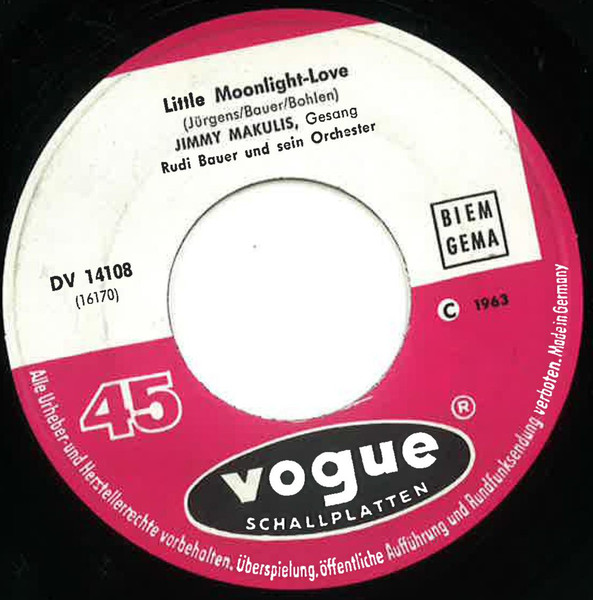 Little Moonlight-Love
(Jürgens/Bauer/Bohlen)
JIMMY MAKULIS, Gesang
Rudi Bauer und sein Orchester
BIEM
GEMA
DV 14108
(16170)
C 1963
45
®
vogue
SCHALLPLATTEN
Alle Urheber- und Herstellerrechte vorbehalten. Überspielung, öffentliche Aufführung und Rundfunksendung verboten. Made in Germany